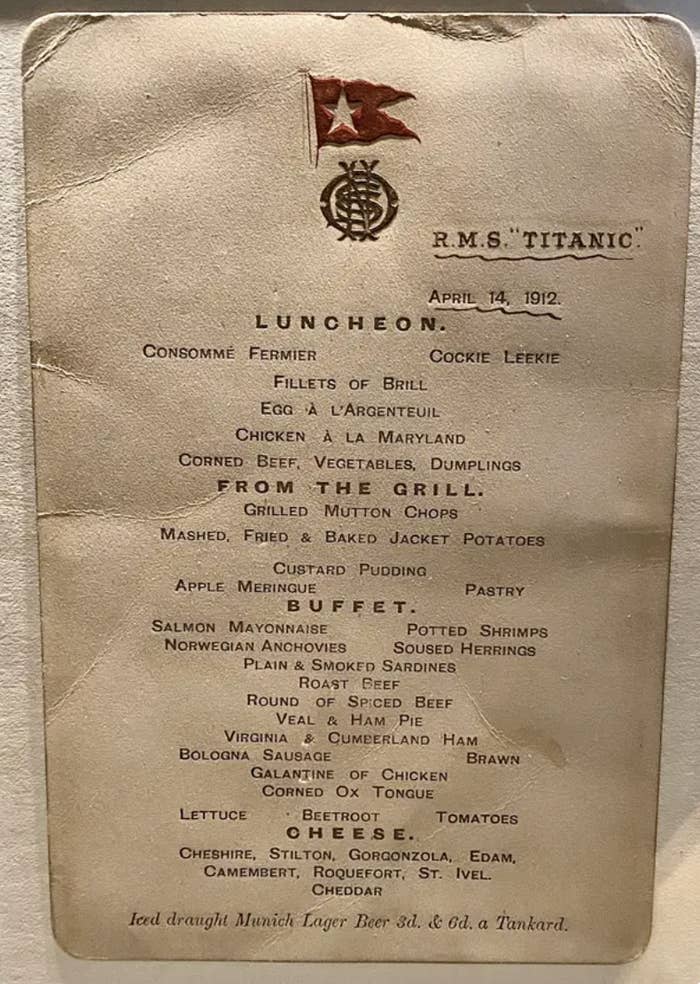 R.M.S. "TITANIC"
APRIL 14, 1912.
LUNCHEON.
CONSOMMÉ FERMIER COCKIE LEEKIE
FILLETS OF BRILL
EGG À L'ARGENTEUIL
CHICKEN À LA MARYLAND
CORNED BEEF, VEGETABLES, DUMPLINGS
FROM THE GRILL.
GRILLED MUTTON CHOPS
MASHED, FRIED & BAKED JACKET POTATOES
CUSTARD PUDDING
APPLE MERINGUE PASTRY
BUFFET.
SALMON MAYONNAISE POTTED SHRIMPS
NORWEGIAN ANCHOVIES SOUSED HERRINGS
PLAIN & SMOKED SARDINES
ROAST BEEF
ROUND OF SPICED BEEF
VEAL & HAM PIE
VIRGINIA & CUMBERLAND HAM
BOLOGNA SAUSAGE BRAWN
GALANTINE OF CHICKEN
CORNED OX TONGUE
LETTUCE BEETROOT TOMATOES
CHEESE.
CHESHIRE, STILTON, GORGONZOLA, EDAM,
CAMEMBERT, ROQUEFORT, ST. IVEL.
CHEDDAR
Iced draught Munich Lager Beer 3d. & 6d. a Tankard.